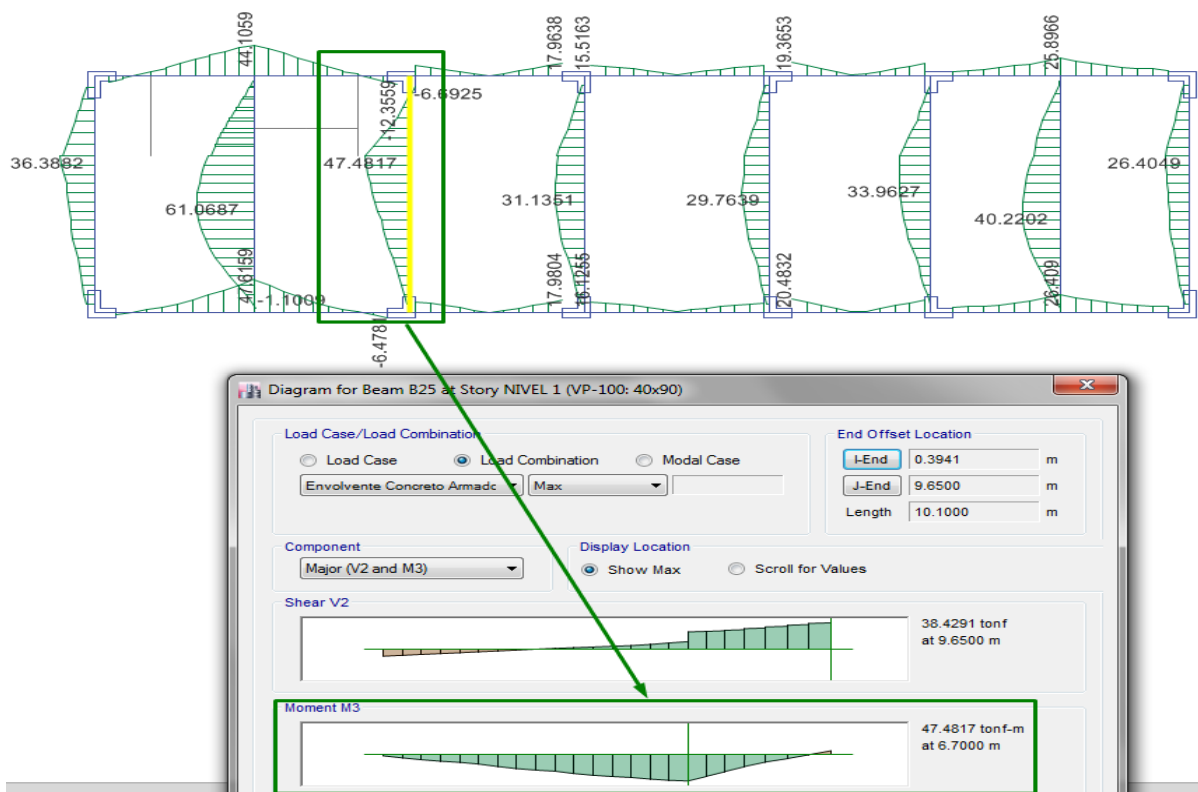 44.1059
17.9638
15.5163
19.3653
25.8966
-12.3559
-6.6925
36.3882
47.4817
26.4049
61.0687
31.1351
29.7639
33.9627
40.2202
47.6159
-1.1009
17.9804
20.4832
26.409
Diagram for Beam B25 at Story NIVEL 1 (VP-100: 40x90)
Load Case/Load Combination
Load Case Load Combination Modal Case
Envolvente Concreto Armadc Max
End Offset Location
I-End 0.3941 m
J-End 9.6500 m
Length 10.1000 m
Component
Major (V2 and M3)
Display Location
Show Max Scroll for Values
Shear V2
38.4291 tonf
at 9.6500 m
Moment M3
47.4817 tonf-m
at 6.7000 m